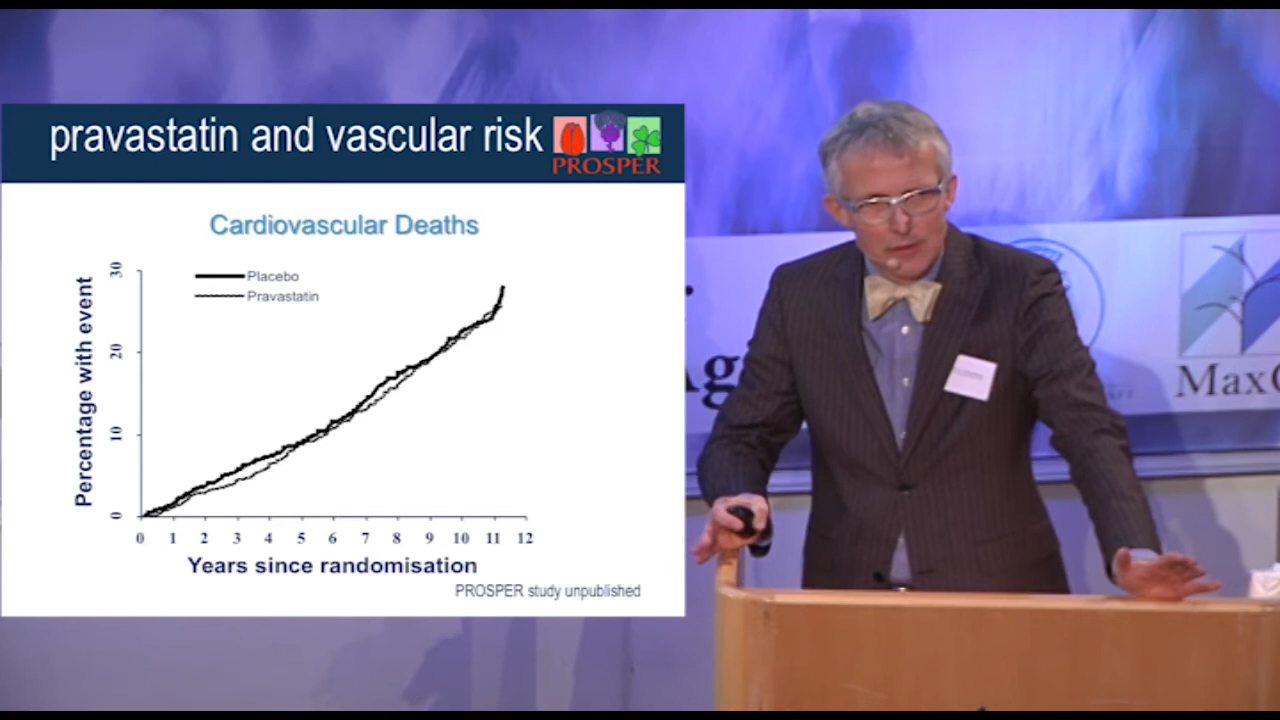 pravastatin and vascular risk
PROSPER
Cardiovascular Deaths
Placebo
Pravastatin
Percentage with event
0
10
20
30
0 1 2 3 4 5 6 7 8 9 10 11 12
Years since randomisation
PROSPER study unpublished
Ag
Max